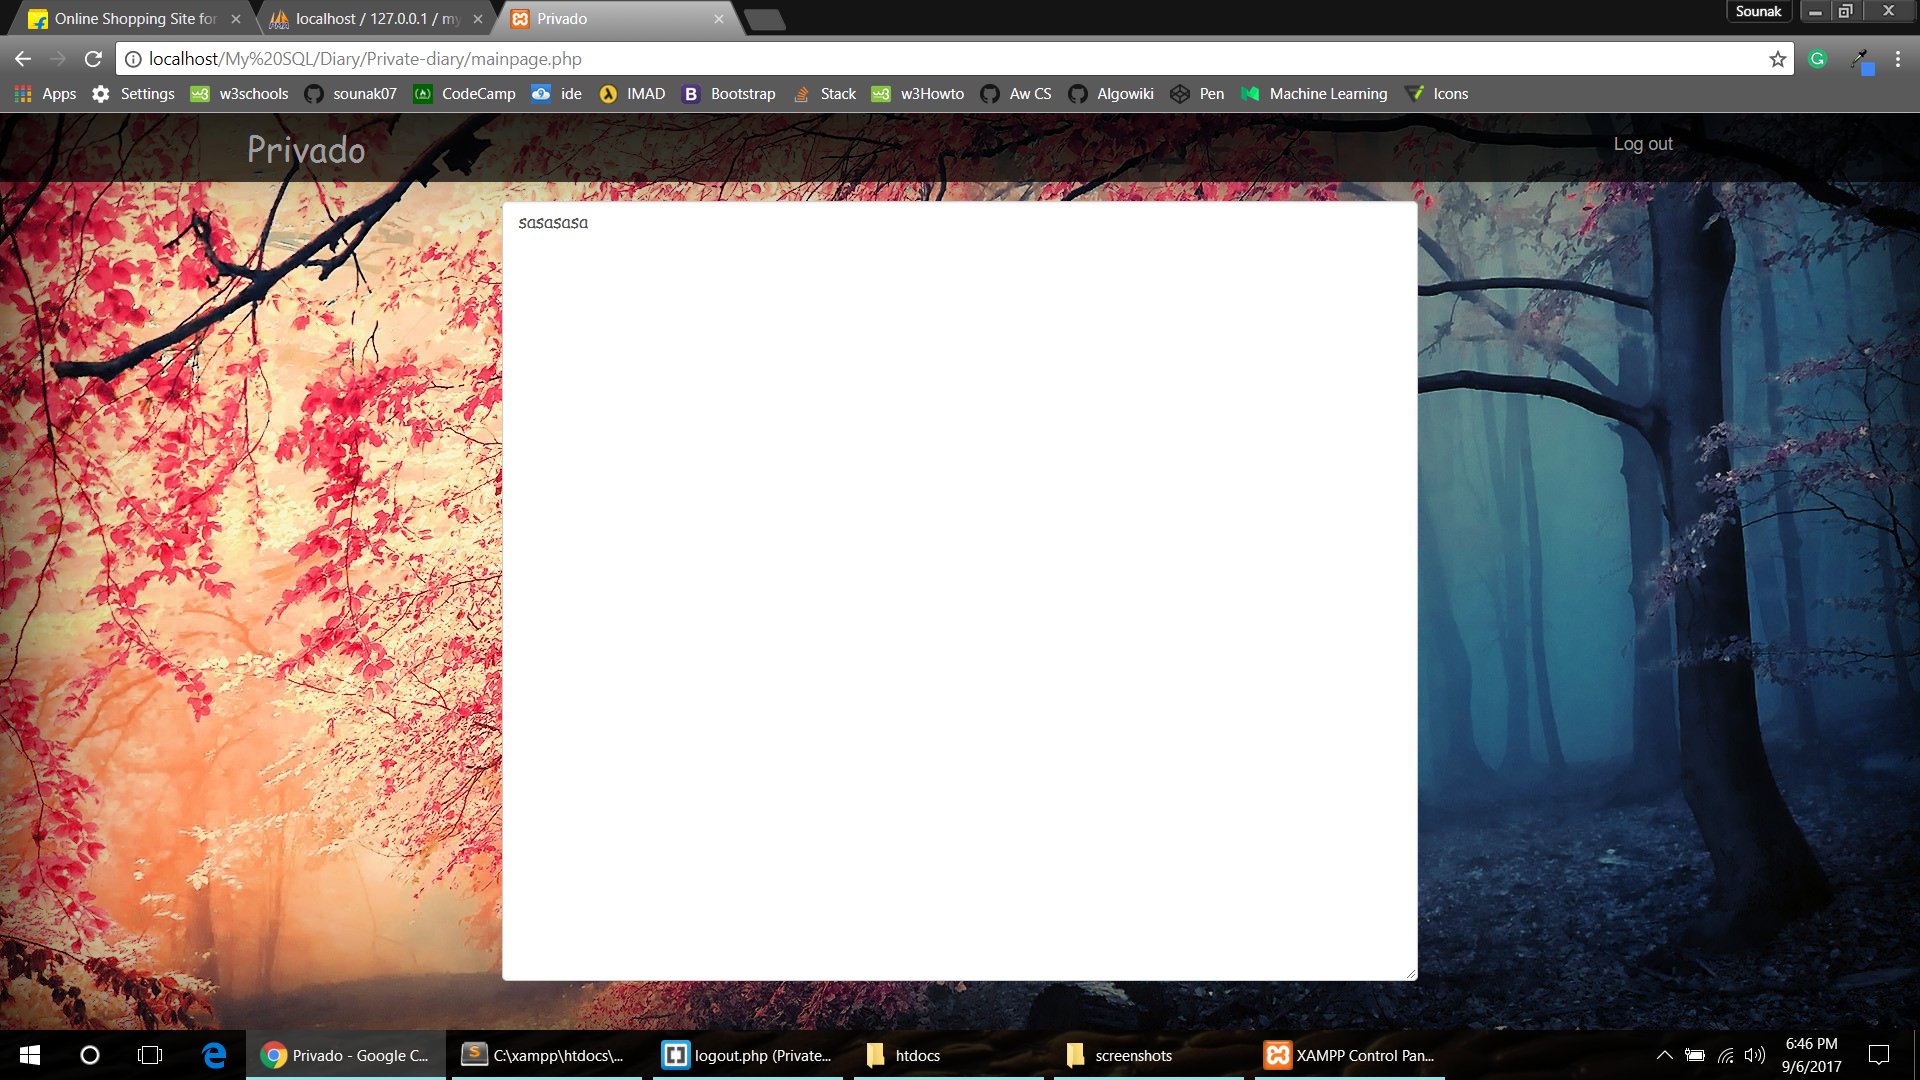 Online Shopping Site for
localhost / 127.0.0.1 / my
Privado
Sounak
localhost/My%20SQL/Diary/Private-diary/mainpage.php
Apps
Settings
w3schools
sounak07
CodeCamp
ide
IMAD
Bootstrap
Stack
w3Howto
Aw CS
Algowiki
Pen
Machine Learning
Icons
Privado
Log out
sasasasa
Privado - Google C...
C:\xampp\htdocs\...
logout.php (Private...
htdocs
screenshots
XAMPP Control Pan...
6:46 PM
9/6/2017